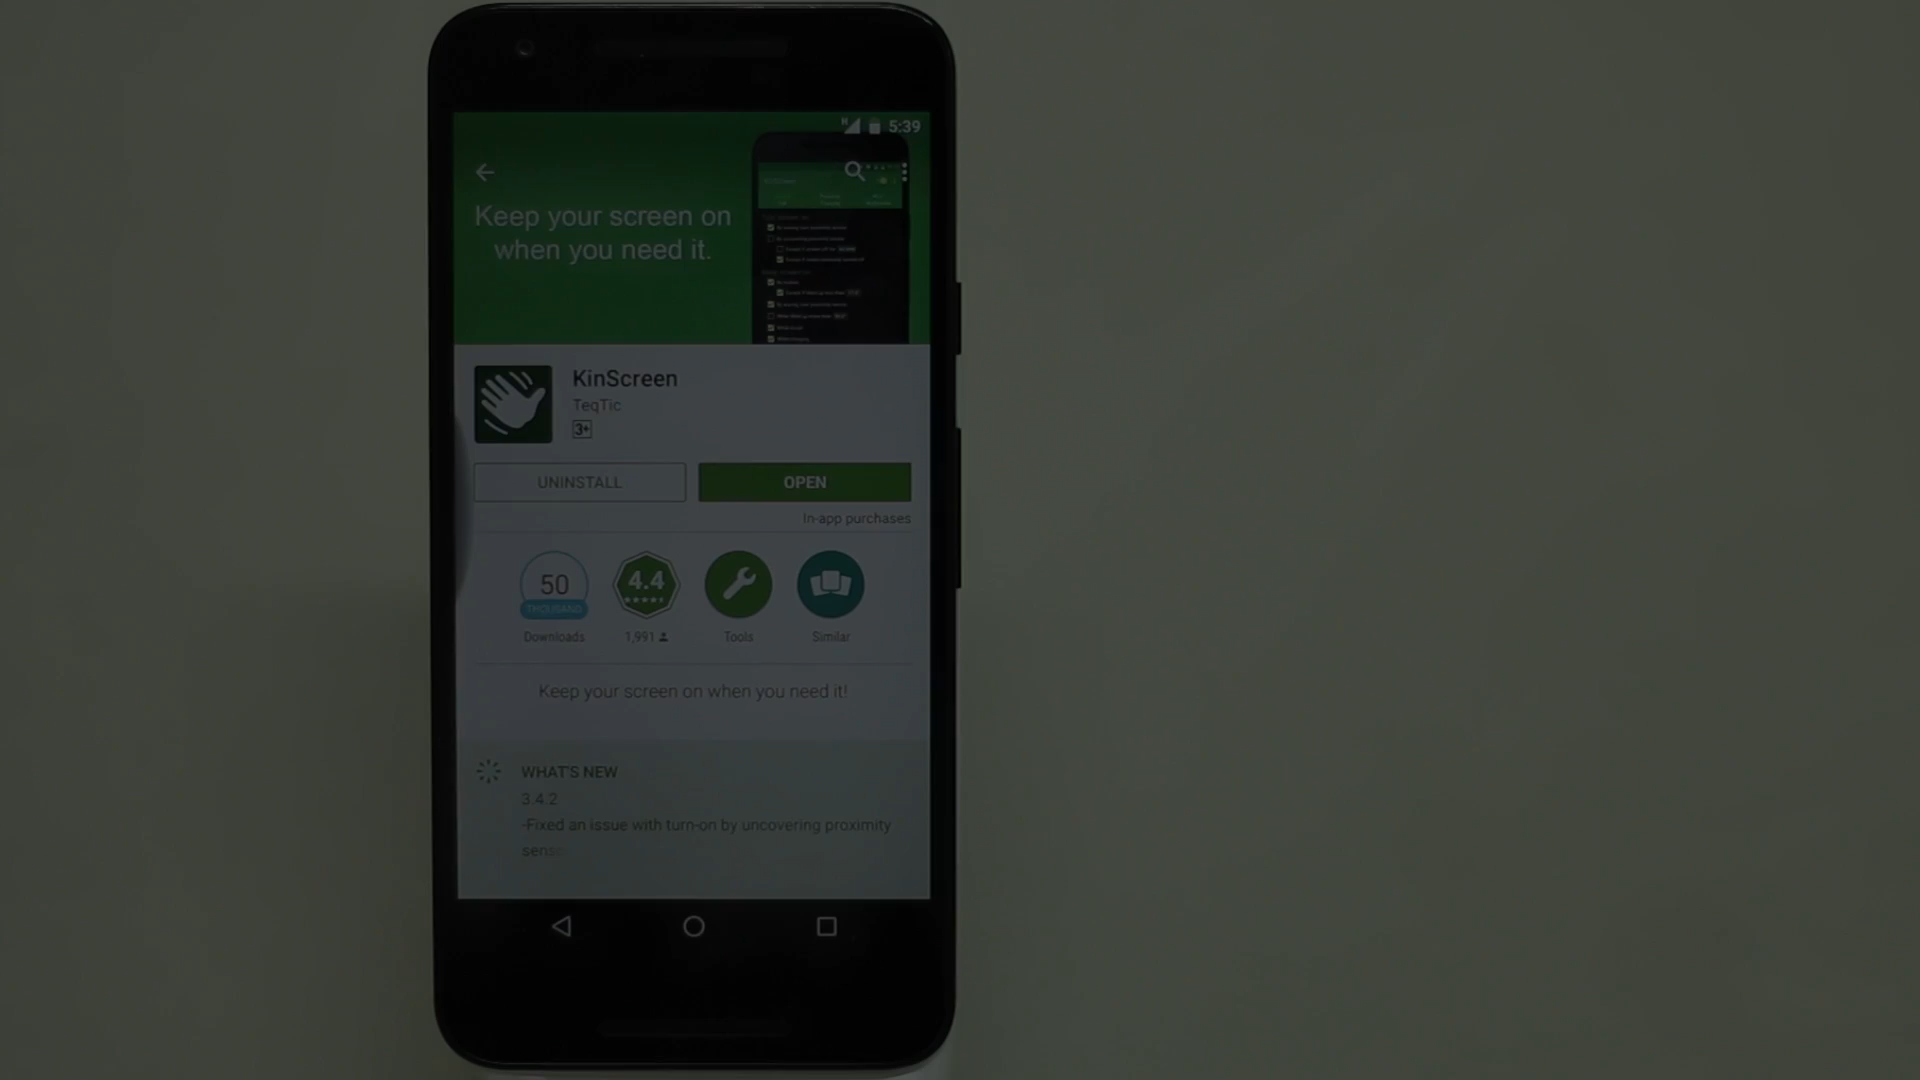 H 5:39
Keep your screen on
when you need it.
KinScreen
TeqTic
3+
UNINSTALL
OPEN
In-app purchases
50
THOUSAND
4.4
Downloads
1,991
Tools
Similar
Keep your screen on when you need it!
WHAT'S NEW
3.4.2
-Fixed an issue with turn-on by uncovering proximity
senso